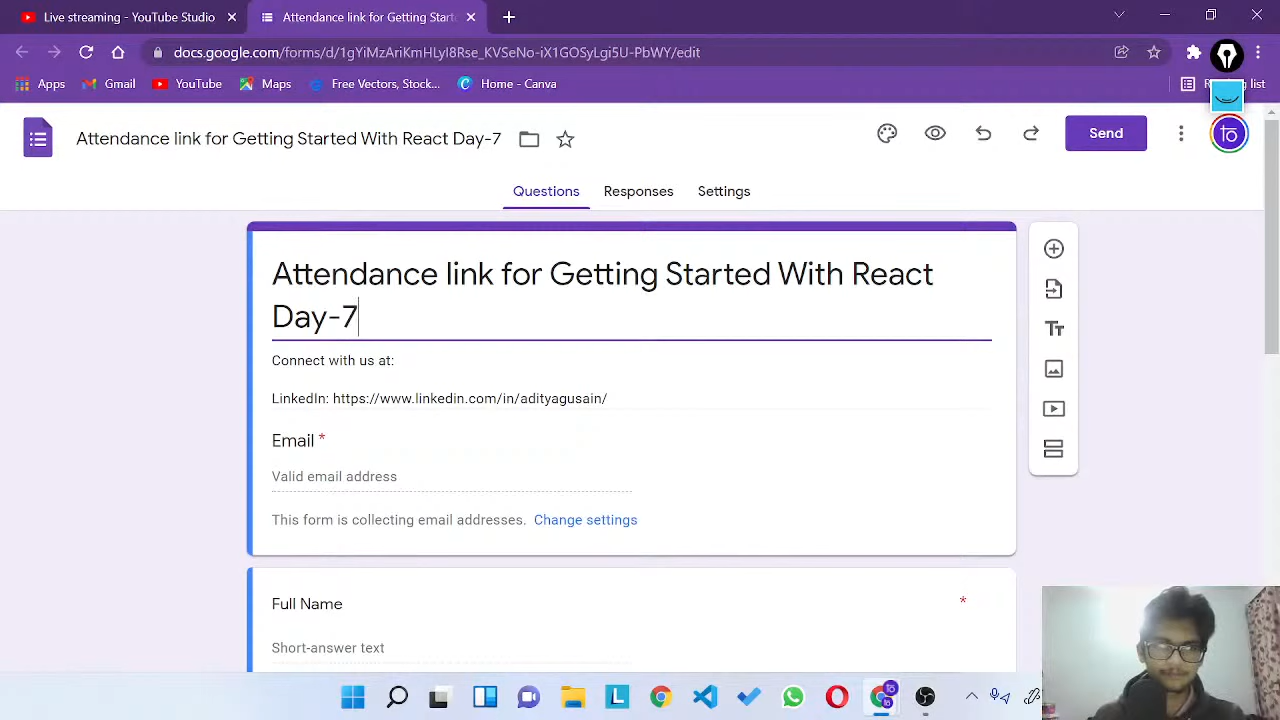 Live streaming - YouTube Studio
Attendance link for Getting Start
docs.google.com/forms/d/1gYiMzAriKmHLyI8Rse_KVSeNo-iX1GOSyLgi5U-PbWY/edit
Apps
Gmail
YouTube
Maps
Free Vectors, Stock...
Home - Canva
list
Attendance link for Getting Started With React Day-7
Send
Questions
Responses
Settings
Attendance link for Getting Started With React
Day-7
Connect with us at:
LinkedIn: https://www.linkedin.com/in/adityagusain/
Email *
Valid email address
This form is collecting email addresses. Change settings
Full Name
*
Short-answer text